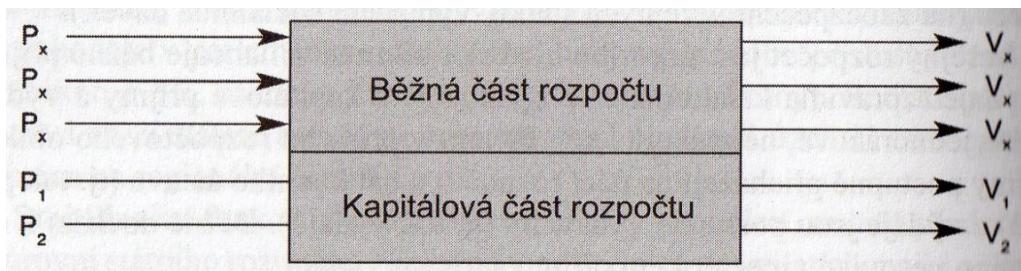 Pₓ
Vₓ
Pₓ
Běžná část rozpočtu
Vₓ
Pₓ
Vₓ
P₁
V₁
Kapitálová část rozpočtu
P₂
V₂